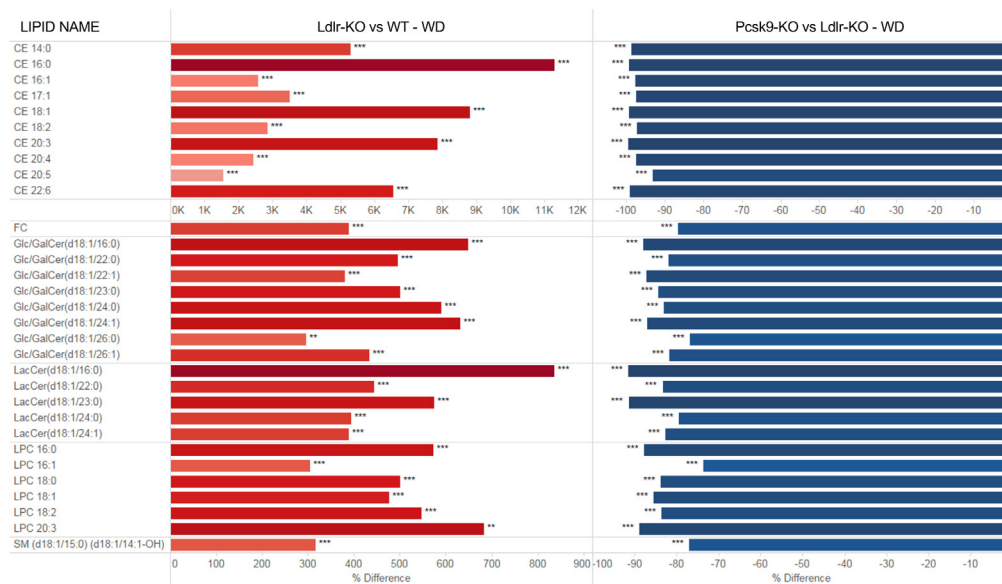 LIPID NAME Ldlr-KO vs WT - WD Pcsk9-KO vs Ldlr-KO - WD
CE 14:0 *** ***
CE 16:0 *** ***
CE 16:1 *** ***
CE 17:1 *** ***
CE 18:1 *** ***
CE 18:2 *** ***
CE 20:3 *** ***
CE 20:4 *** ***
CE 20:5 *** ***
CE 22:6 *** ***
0K 1K 2K 3K 4K 5K 6K 7K 8K 9K 10K 11K 12K -100 -90 -80 -70 -60 -50 -40 -30 -20 -10 0
FC *** ***
Glc/GalCer(d18:1/16:0) *** ***
Glc/GalCer(d18:1/22:0) *** ***
Glc/GalCer(d18:1/22:1) *** ***
Glc/GalCer(d18:1/23:0) *** ***
Glc/GalCer(d18:1/24:0) *** ***
Glc/GalCer(d18:1/24:1) *** ***
Glc/GalCer(d18:1/26:0) ** ***
Glc/GalCer(d18:1/26:1) *** ***
LacCer(d18:1/16:0) *** ***
LacCer(d18:1/22:0) *** ***
LacCer(d18:1/23:0) *** ***
LacCer(d18:1/24:0) *** ***
LacCer(d18:1/24:1) *** ***
LPC 16:0 *** ***
LPC 16:1 *** ***
LPC 18:0 *** ***
LPC 18:1 *** ***
LPC 18:2 *** ***
LPC 20:3 ** ***
SM (d18:1/15:0) (d18:1/14:1-OH) *** ***
0 100 200 300 400 500 600 700 800 900 -90 -80 -70 -60 -50 -40 -30 -20 -10
% Difference % Difference